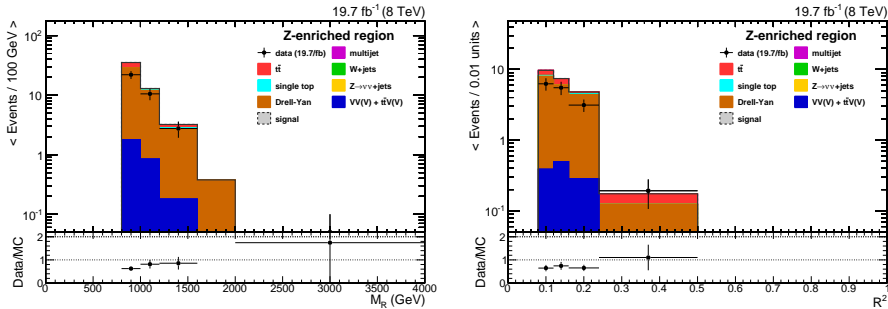 19.7 fb⁻¹ (8 TeV)
< Events / 100 GeV >
10²
10
1
10⁻¹
Z-enriched region
data (19.7/fb)
multijet
tt̄
W+jets
single top
Z→νν+jets
Drell-Yan
VV(V) + tt̄V(V)
signal
Data/MC
2
1
0
0 500 1000 1500 2000 2500 3000 3500 4000
M_R (GeV)
19.7 fb⁻¹ (8 TeV)
< Events / 0.01 units >
10
1
10⁻¹
Z-enriched region
data (19.7/fb)
multijet
tt̄
W+jets
single top
Z→νν+jets
Drell-Yan
VV(V) + tt̄V(V)
signal
Data/MC
2
1
0
0 0.1 0.2 0.3 0.4 0.5 0.6 0.7 0.8 0.9 1
R²